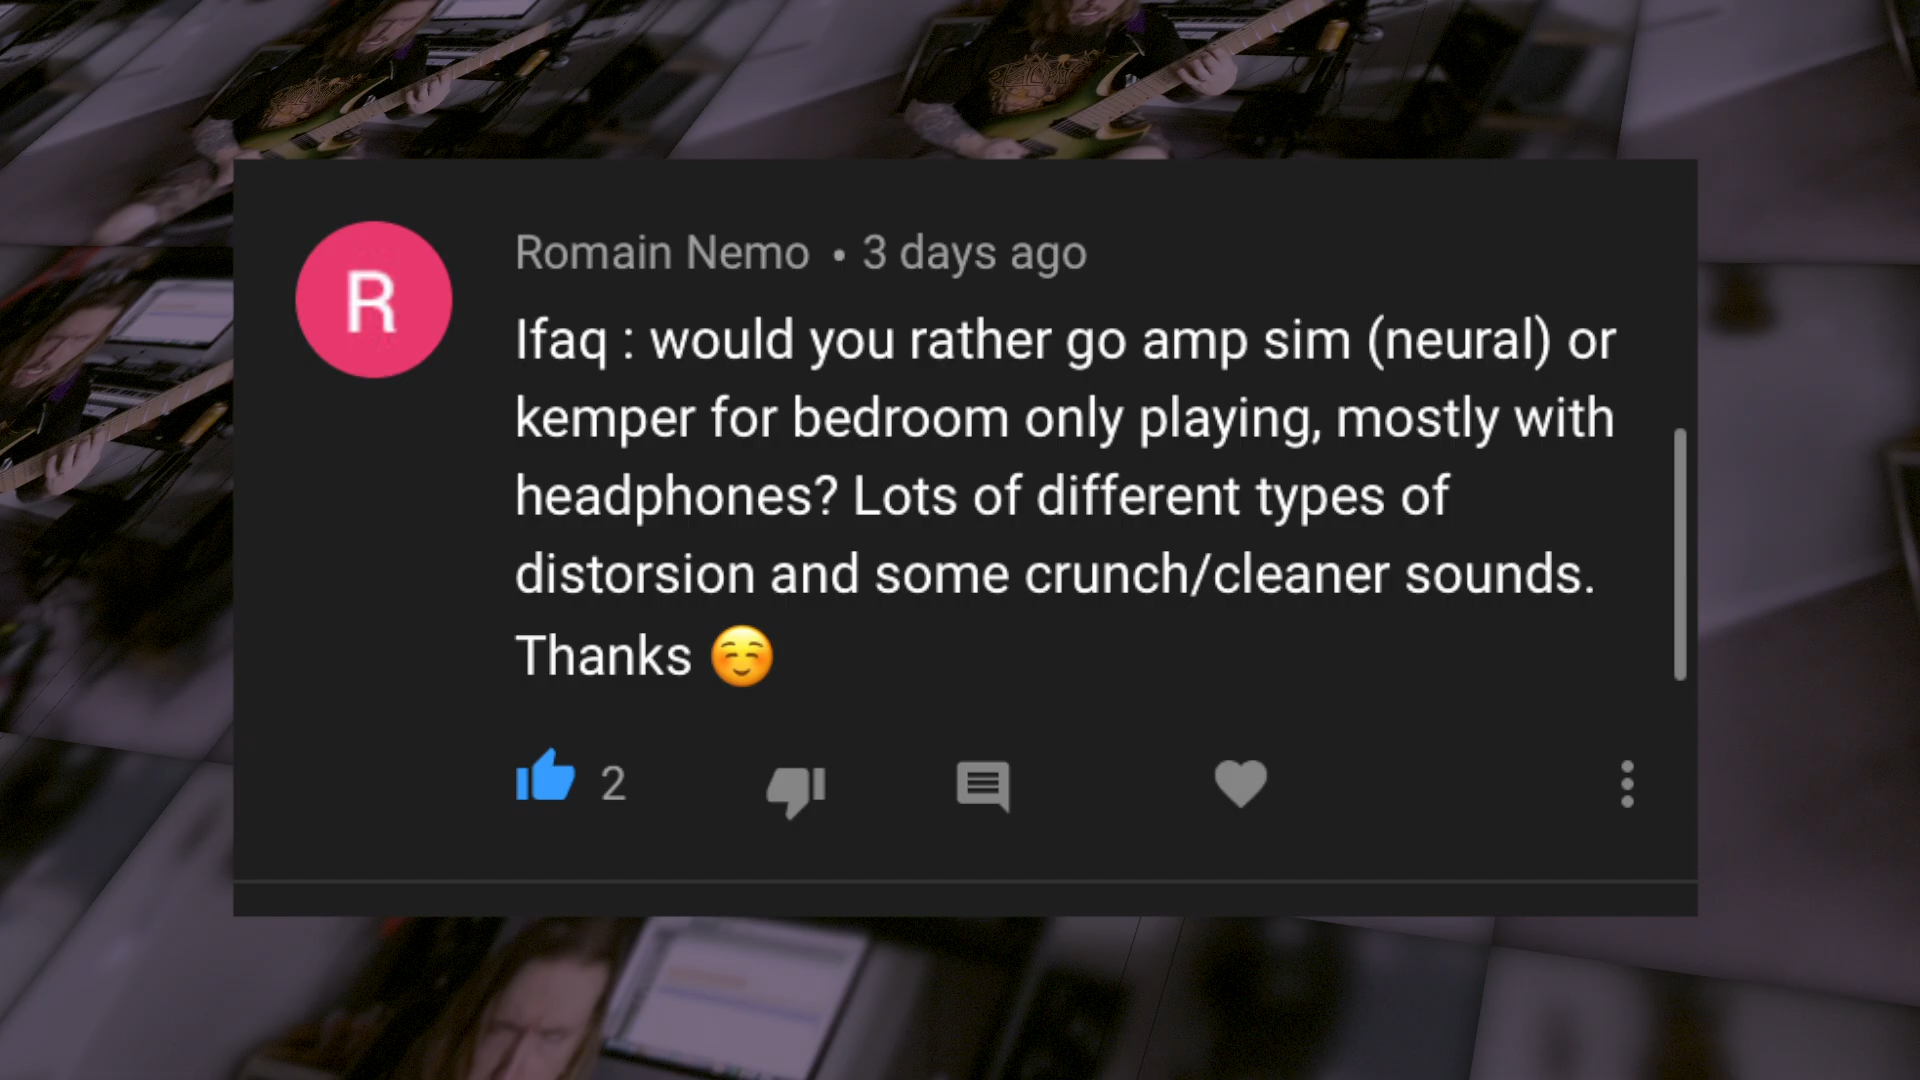 R
Romain Nemo • 3 days ago
Ifaq : would you rather go amp sim (neural) or
kemper for bedroom only playing, mostly with
headphones? Lots of different types of
distorsion and some crunch/cleaner sounds.
Thanks ☺️
2